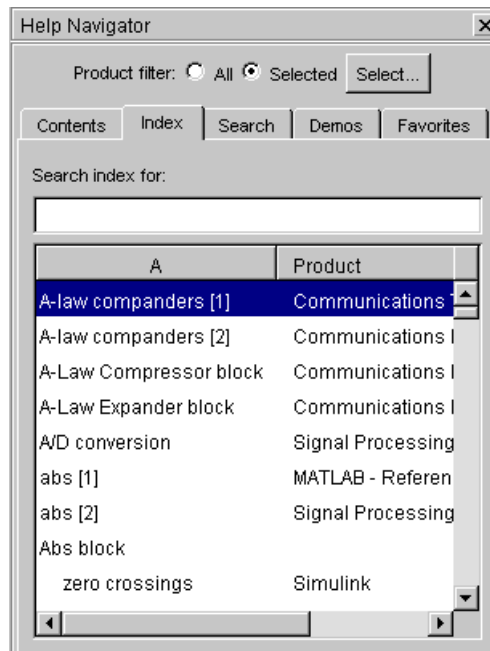 Help Navigator
Product filter: All Selected Select...
Contents Index Search Demos Favorites
Search index for:
A Product
A-law companders [1] Communications
A-law companders [2] Communications
A-Law Compressor block Communications
A-Law Expander block Communications
A/D conversion Signal Processing
abs [1] MATLAB - Referen
abs [2] Signal Processing
Abs block
zero crossings Simulink